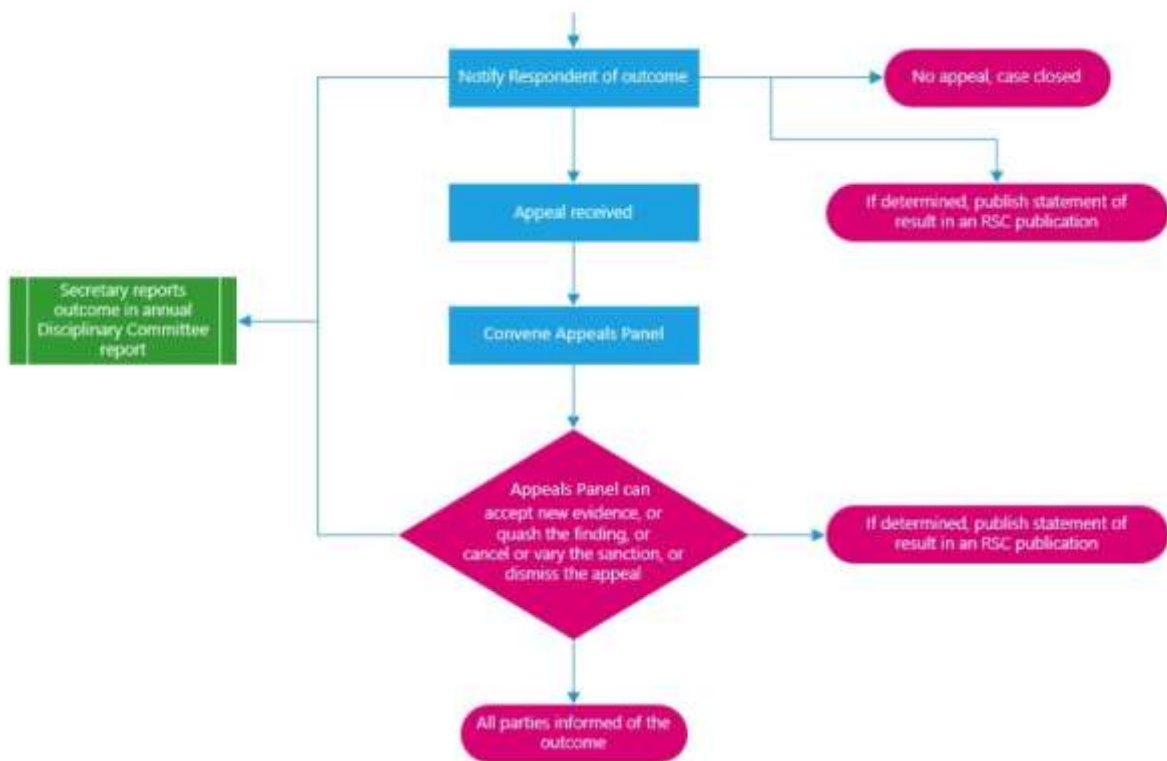 Notify Respondent of outcome
No appeal, case closed
Appeal received
If determined, publish statement of
result in an RSC publication
Secretary reports
outcome in annual
Disciplinary Committee
report
Convene Appeals Panel
Appeals Panel can
accept new evidence, or
quash the finding, or
cancel or vary the sanction, or
dismiss the appeal
If determined, publish statement of
result in an RSC publication
All parties informed of the
outcome